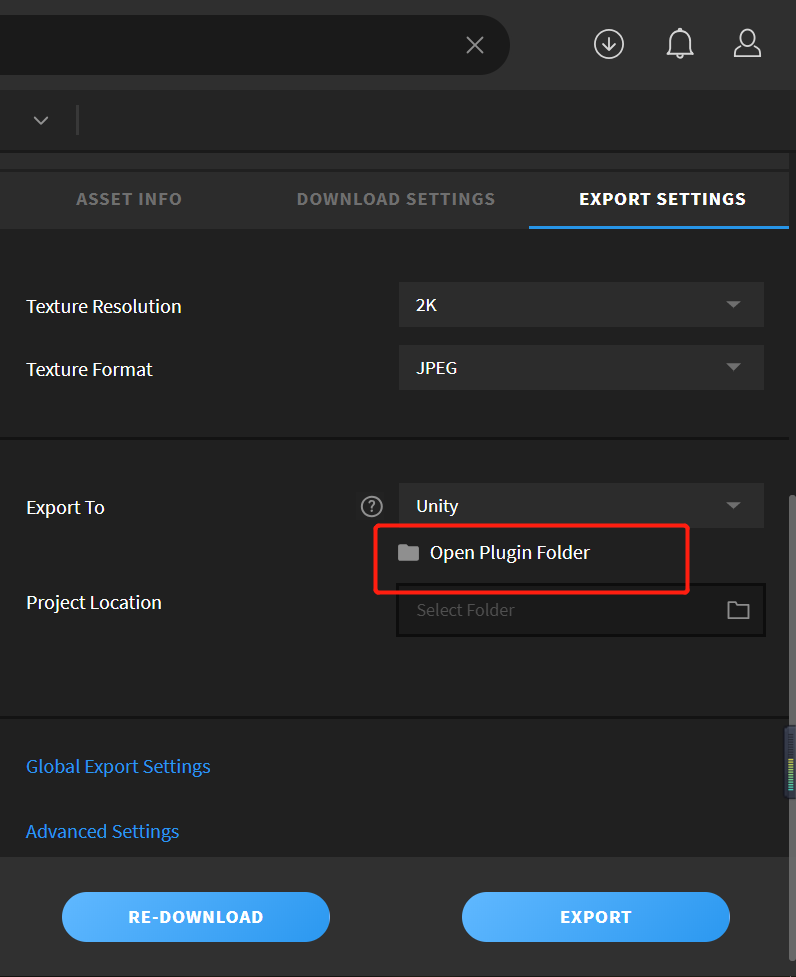 ASSET INFO DOWNLOAD SETTINGS EXPORT SETTINGS
Texture Resolution 2K
Texture Format JPEG
Export To ? Unity
Open Plugin Folder
Project Location Select Folder
Global Export Settings
Advanced Settings
RE-DOWNLOAD EXPORT